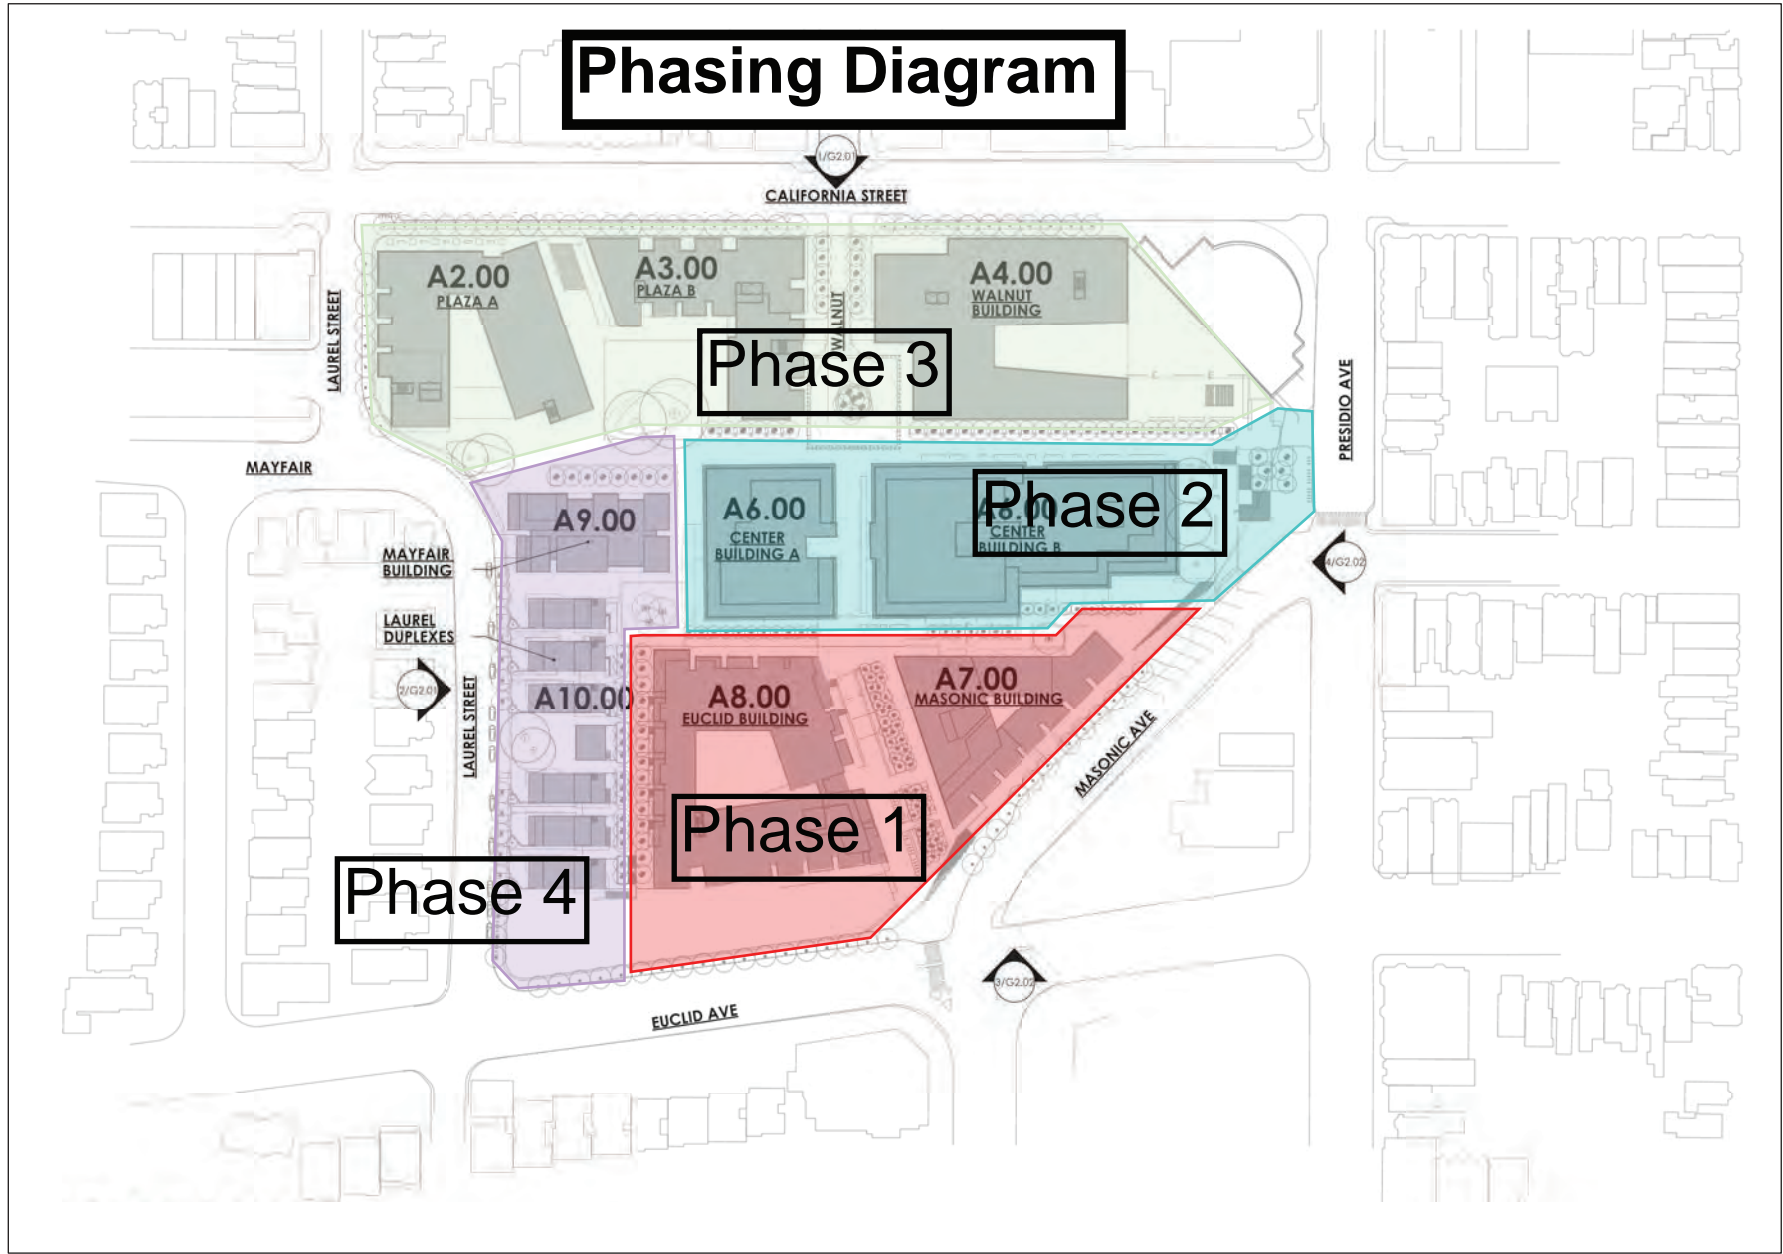 Phasing Diagram
1/G2.01
CALIFORNIA STREET
A2.00
PLAZA A
A3.00
PLAZA B
A4.00
WALNUT
BUILDING
WALNUT
LAUREL STREET
Phase 3
PRESIDIO AVE
MAYFAIR
A9.00
A6.00
CENTER
BUILDING A
Phase 2
CENTER
BUILDING B
MAYFAIR
BUILDING
4/G2.02
LAUREL
DUPLEXES
2/G2.01
LAUREL STREET
A10.00
A8.00
EUCLID BUILDING
A7.00
MASONIC BUILDING
MASONIC AVE
Phase 1
Phase 4
3/G2.02
EUCLID AVE